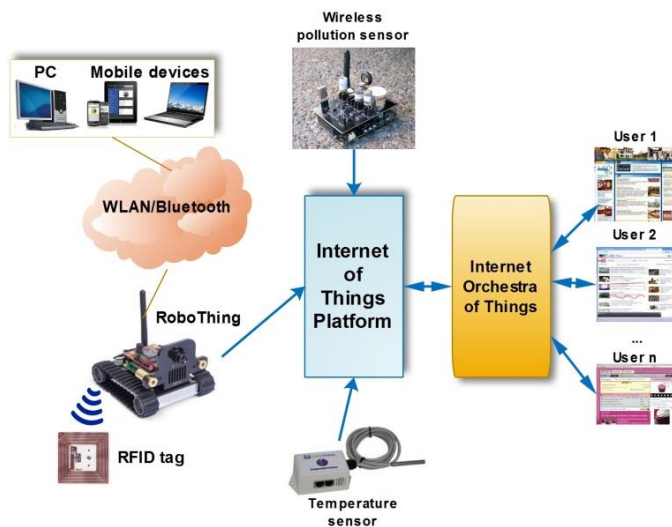 Wireless
pollution sensor
PC
Mobile devices
User 1
WLAN/Bluetooth
User 2
Internet
of
Things
Platform
Internet
Orchestra
of Things
RoboThing
...
User n
RFID tag
Temperature
sensor